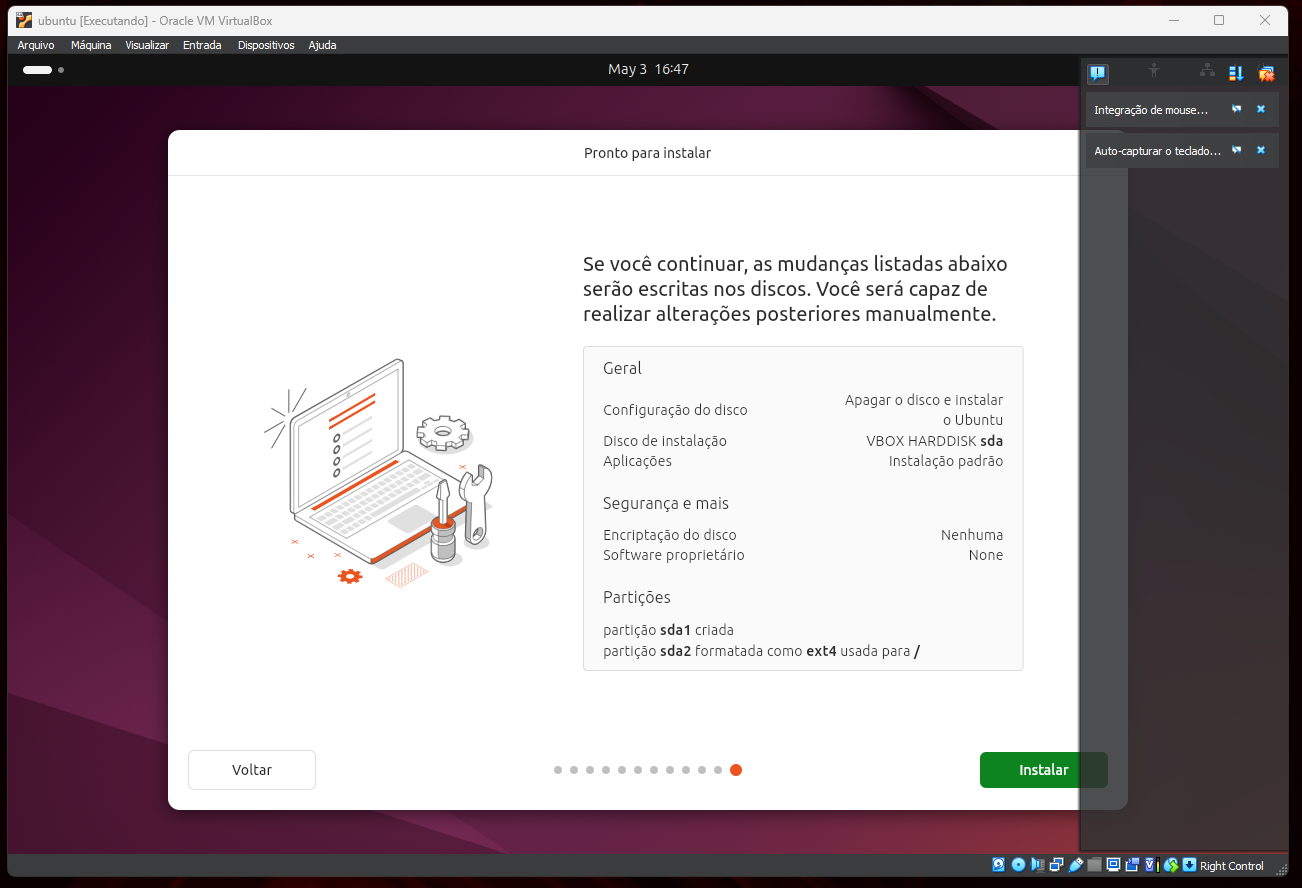 ubuntu [Executando] - Oracle VM VirtualBox
Arquivo Máquina Visualizar Entrada Dispositivos Ajuda
May 3 16:47
Integração de mouse...
Auto-capturar o teclado...
Pronto para instalar
Se você continuar, as mudanças listadas abaixo
serão escritas nos discos. Você será capaz de
realizar alterações posteriores manualmente.
Geral
Configuração do disco Apagar o disco e instalar
o Ubuntu
Disco de instalação VBOX HARDDISK sda
Aplicações Instalação padrão
Segurança e mais
Encriptação do disco Nenhuma
Software proprietário None
Partições
partição sda1 criada
partição sda2 formatada como ext4 usada para /
Voltar Instalar
Right Control